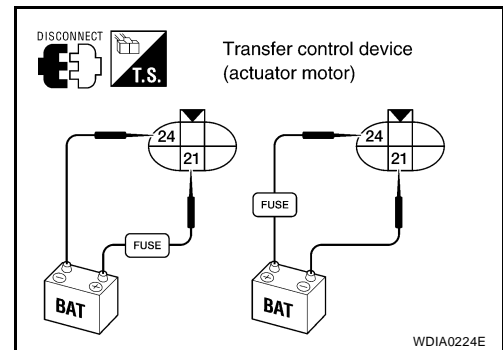 DISCONNECT
T.S.
Transfer control device
(actuator motor)
24
21
24
21
FUSE
FUSE
− +
BAT
+ −
BAT
WDIA0224E